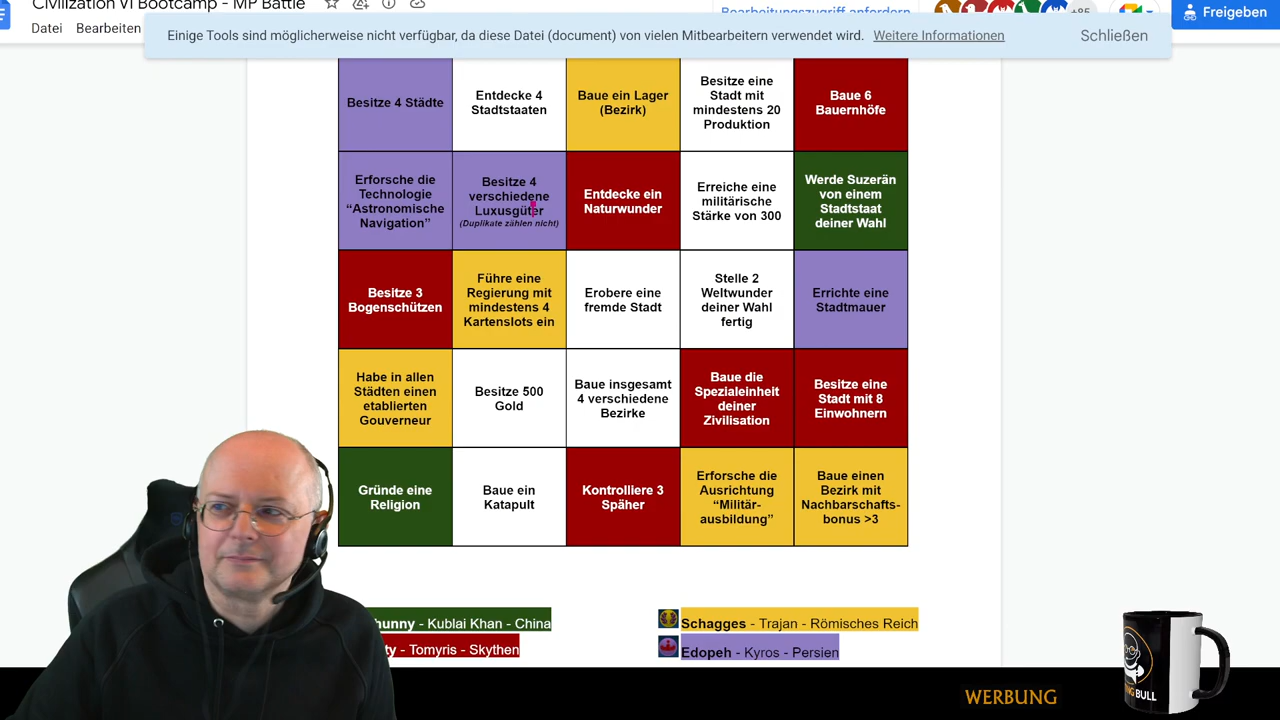 Civilization VI Bootcamp - MP Battle
Bearbeitungszugriff anfordern
+85
Freigeben
Datei Bearbeiten
Einige Tools sind möglicherweise nicht verfügbar, da diese Datei (document) von vielen Mitbearbeitern verwendet wird. Weitere Informationen Schließen
Besitze 4 Städte
Entdecke 4
Stadtstaaten
Baue ein Lager
(Bezirk)
Besitze eine
Stadt mit
mindestens 20
Produktion
Baue 6
Bauernhöfe
Erforsche die
Technologie
“Astronomische
Navigation”
Besitze 4
verschiedene
Luxusgüter
(Duplikate zählen nicht)
Entdecke ein
Naturwunder
Erreiche eine
militärische
Stärke von 300
Werde Suzerän
von einem
Stadtstaat
deiner Wahl
Besitze 3
Bogenschützen
Führe eine
Regierung mit
mindestens 4
Kartenslots ein
Erobere eine
fremde Stadt
Stelle 2
Weltwunder
deiner Wahl
fertig
Errichte eine
Stadtmauer
Habe in allen
Städten einen
etablierten
Gouverneur
Besitze 500
Gold
Baue insgesamt
4 verschiedene
Bezirke
Baue die
Spezialeinheit
deiner
Zivilisation
Besitze eine
Stadt mit 8
Einwohnern
Gründe eine
Religion
Baue ein
Katapult
Kontrolliere 3
Späher
Erforsche die
Ausrichtung
“Militär-
ausbildung”
Baue einen
Bezirk mit
Nachbarschafts-
bonus >3
hunny - Kublai Khan - China
ty - Tomyris - Skythen
Schagges - Trajan - Römisches Reich
Edopeh - Kyros - Persien
WERBUNG
BULL